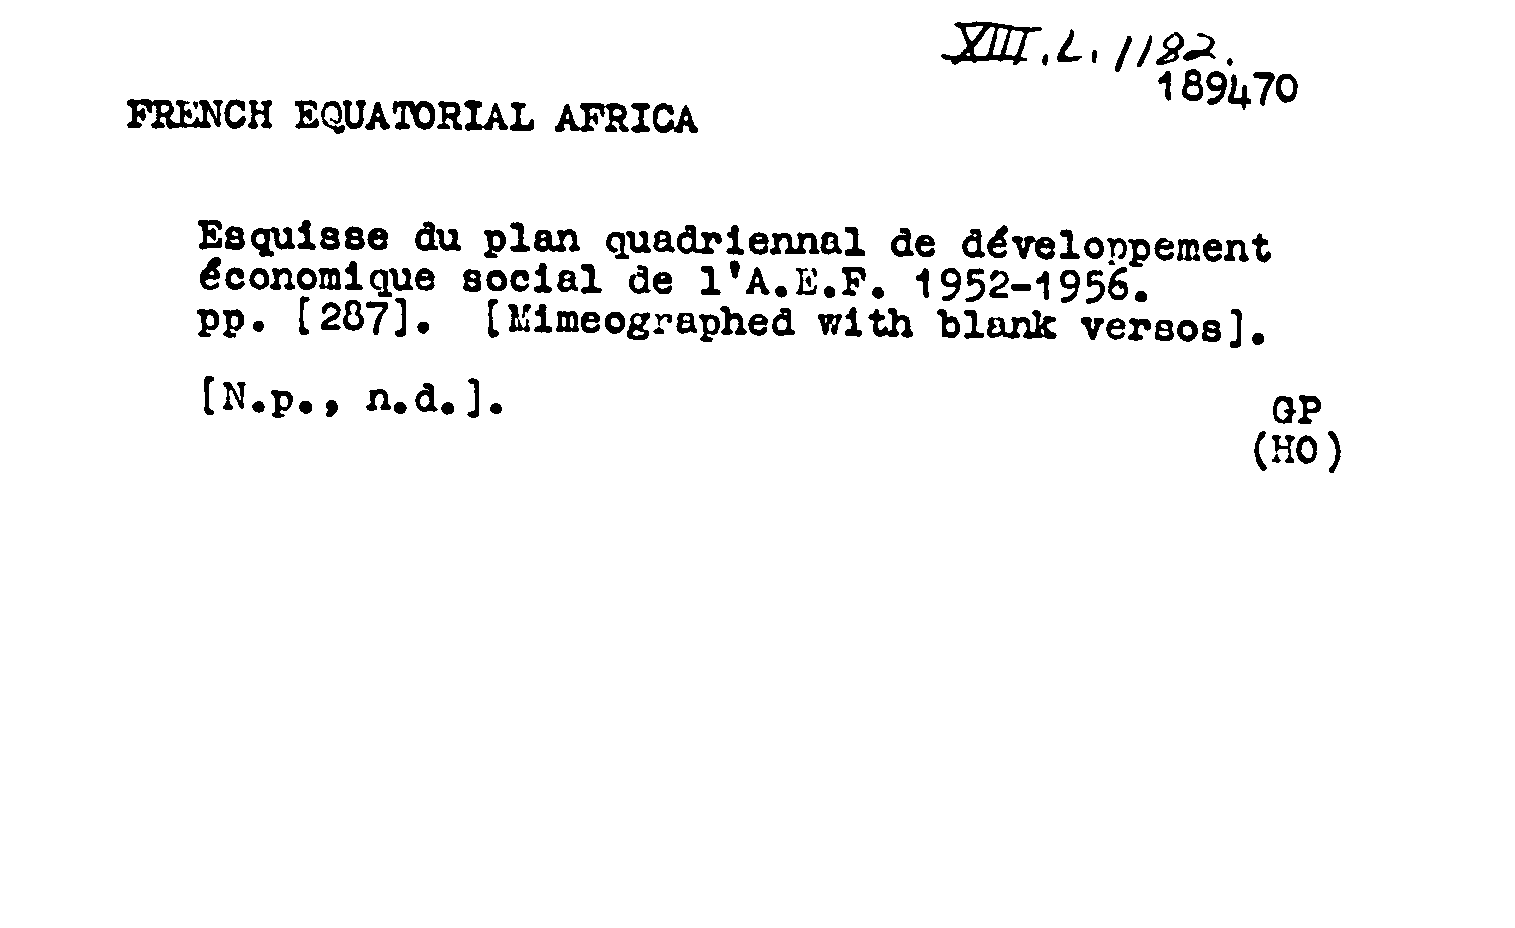 XIII.L.1182.
189470
FRENCH EQUATORIAL AFRICA
Esquisse du plan quadriennal de développement
économique social de l'A.E.F. 1952-1956.
pp. [287]. [Mimeographed with blank versos].
[N.p., n.d.].
GP
(HO)